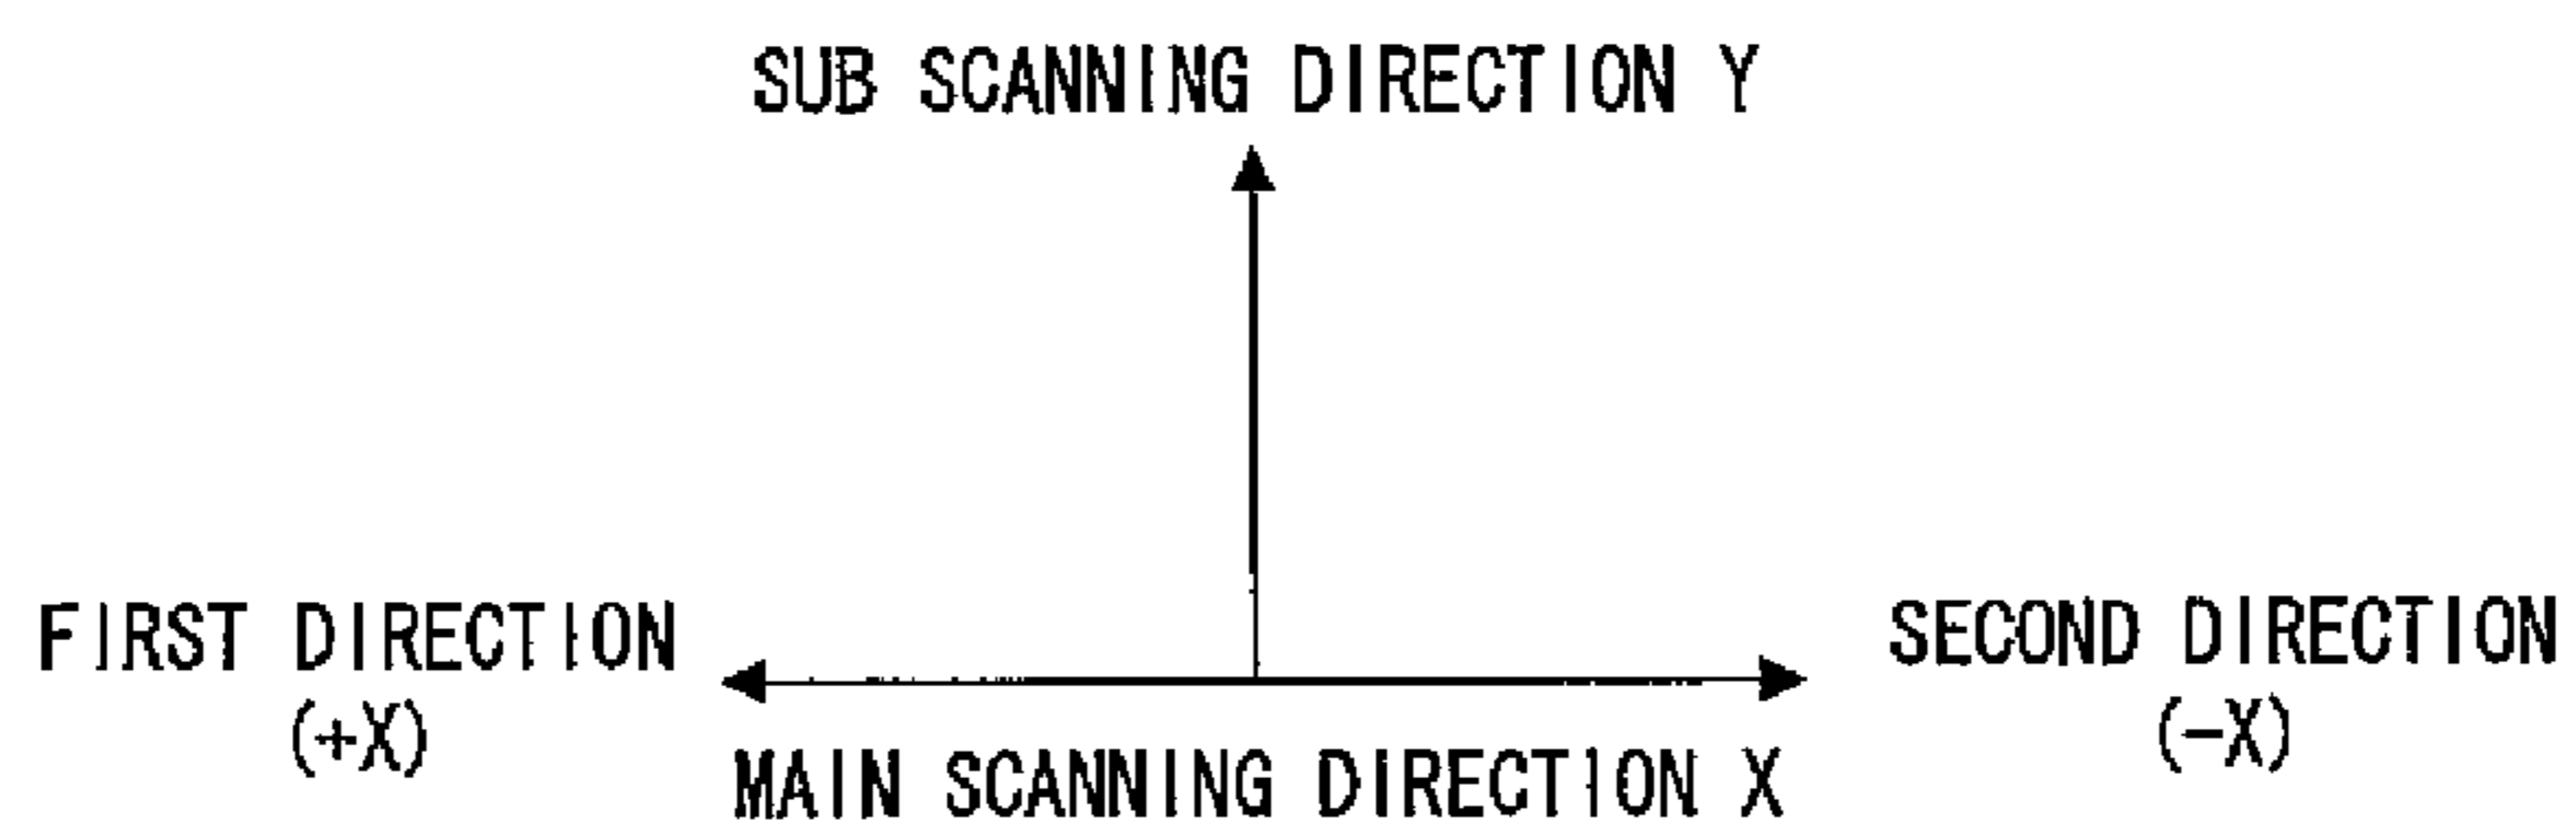 SUB SCANNING DIRECTION Y
FIRST DIRECTION
(+X)
SECOND DIRECTION
(-X)
MAIN SCANNING DIRECTION X